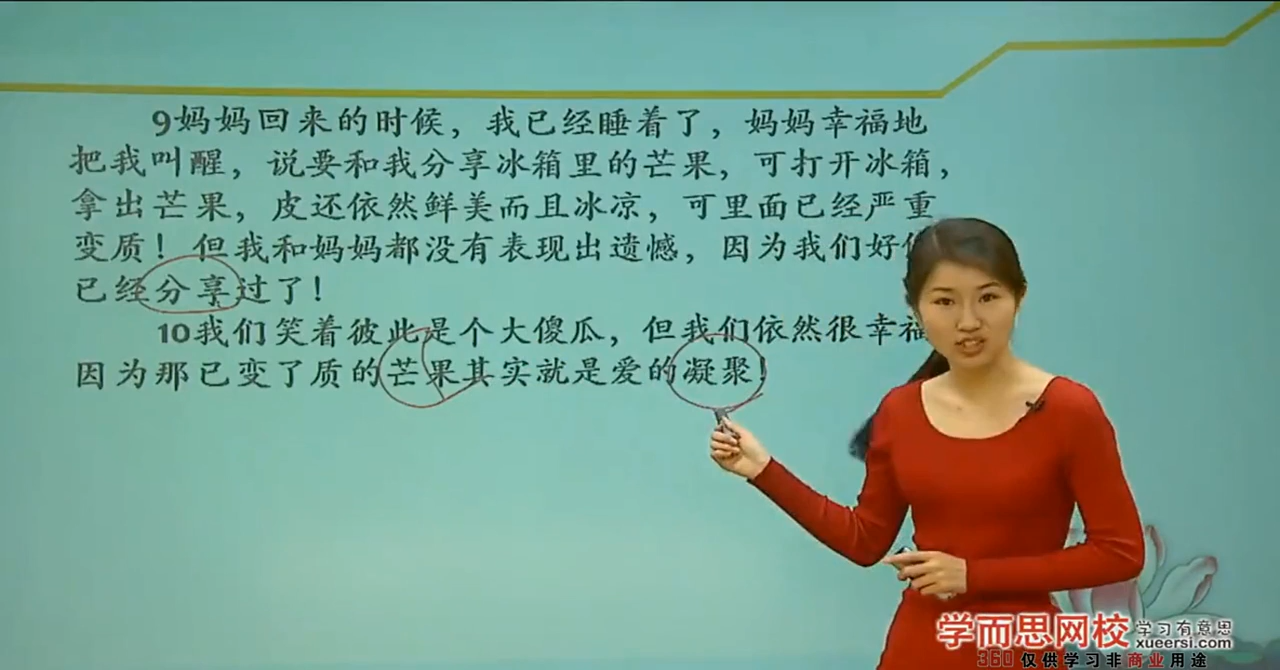 9妈妈回来的时候，我已经睡着了，妈妈幸福地
把我叫醒，说要和我分享冰箱里的芒果，可打开冰箱，
拿出芒果，皮还依然鲜美而且冰凉，可里面已经严重
变质！但我和妈妈都没有表现出遗憾，因为我们好
已经分享过了！
10我们笑着彼此是个大傻瓜，但我们依然很幸福
因为那已变了质的芒果其实就是爱的凝聚！
学而思网校 学习有意思
xueersi.com
360 仅供学习非商业用途